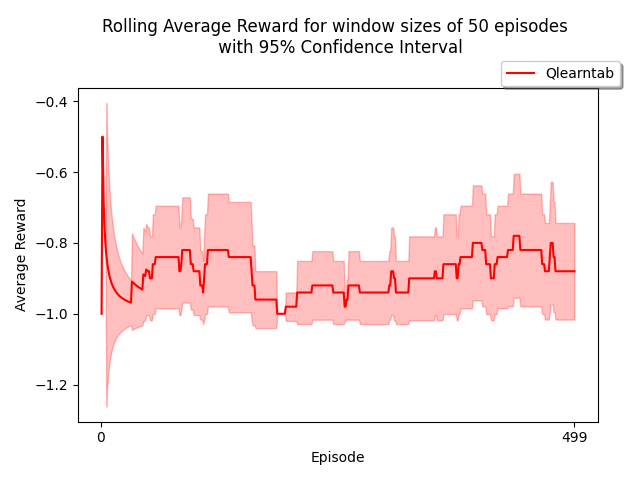 Rolling Average Reward for window sizes of 50 episodes
with 95% Confidence Interval
Qlearntab
−0.4
−0.6
−0.8
−1.0
−1.2
Average Reward
0
499
Episode